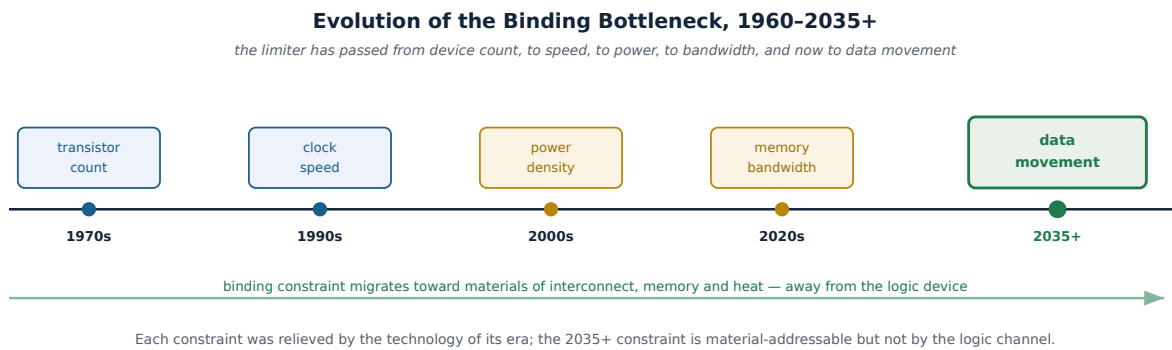 Evolution of the Binding Bottleneck, 1960–2035+
the limiter has passed from device count, to speed, to power, to bandwidth, and now to data movement
transistor
count
clock
speed
power
density
memory
bandwidth
data
movement
1970s
1990s
2000s
2020s
2035+
binding constraint migrates toward materials of interconnect, memory and heat — away from the logic device
Each constraint was relieved by the technology of its era; the 2035+ constraint is material-addressable but not by the logic channel.